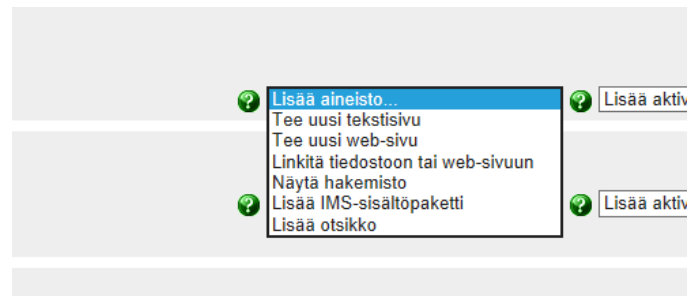 Lisää aineisto...
Lisää aktiv
Tee uusi tekstisivu
Tee uusi web-sivu
Linkitä tiedostoon tai web-sivuun
Näytä hakemisto
Lisää IMS-sisältöpaketti
Lisää aktiv
Lisää otsikko